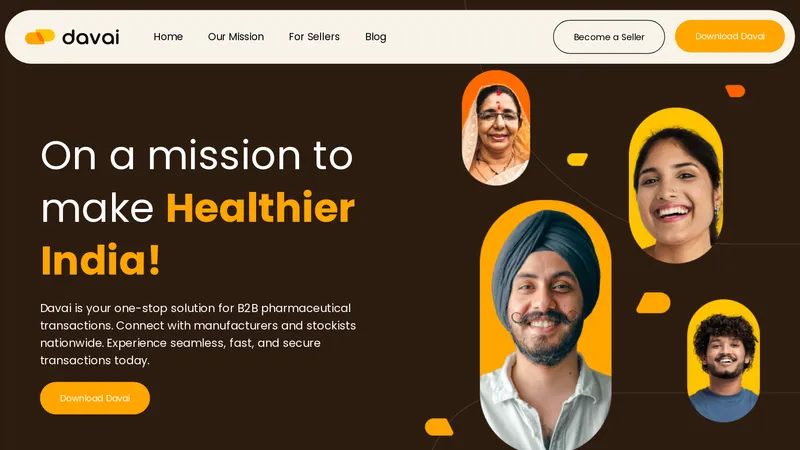 davai
Home
Our Mission
For Sellers
Blog
Become a Seller
Download Davai
On a mission to
make Healthier
India!
Davai is your one-stop solution for B2B pharmaceutical
transactions. Connect with manufacturers and stockists
nationwide. Experience seamless, fast, and secure
transactions today.
Download Davai